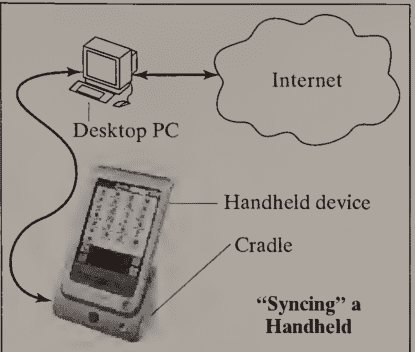 Internet
Desktop PC
Handheld device
Cradle
“Syncing” a
Handheld